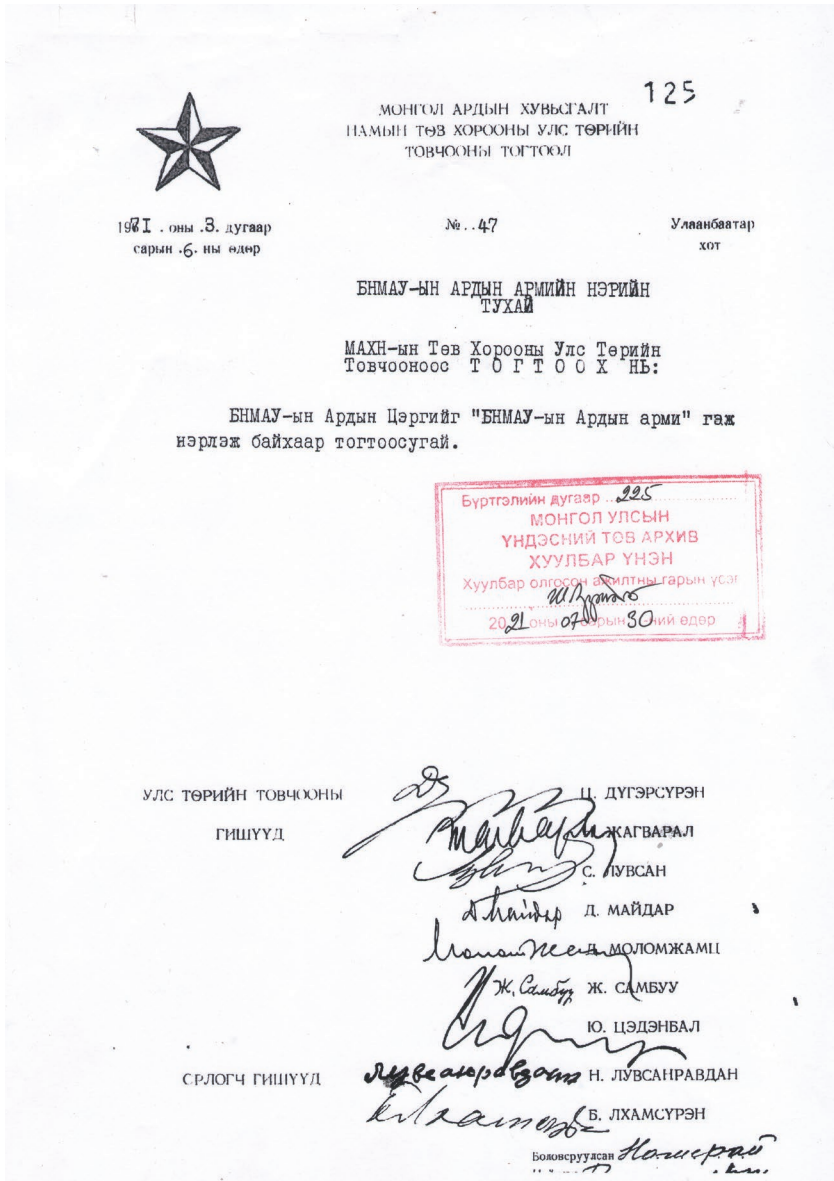 125
МОНГОЛ АРДЫН ХУВЬСГАЛТ
НАМЫН ТӨВ ХОРООНЫ УЛС ТӨРИЙН
ТОВЧООНЫ ТОГТООЛ
1971 . оны .3. дугаар
сарын .6. ны өдөр
№..47
Улаанбаатар
хот
БНМАУ-ЫН АРДЫН АРМИЙН НЭРИЙН
ТУХАЙ
МАХН-ын Төв Хорооны Улс Төрийн
Товчооноос Т О Г Т О О Х НЬ:
БНМАУ-ын Ардын Цэргийг "БНМАУ-ын Ардын арми" гэж
нэрлэж байхаар тогтоосугай.
Бүртгэлийн дугаар ...225
МОНГОЛ УЛСЫН
ҮНДЭСНИЙ ТӨВ АРХИВ
ХУУЛБАР ҮНЭН
Хуулбар олгосон ажилтны гарын үсэг
2021 оны 07 сарын 30 ний өдөр
УЛС ТӨРИЙН ТОВЧООНЫ
ГИШҮҮД
Ц. ДҮГЭРСҮРЭН
ЖАГВАРАЛ
С. ЛУВСАН
Д. Майдар Д. МАЙДАР
МОЛОМЖАМЦ
Ж. Самбуу Ж. САМБУУ
Ю. ЦЭДЭНБАЛ
ОРЛОГЧ ГИШҮҮД
Лувсанравдан Н. ЛУВСАНРАВДАН
Б. ЛХАМСҮРЭН
Боловсруулсан